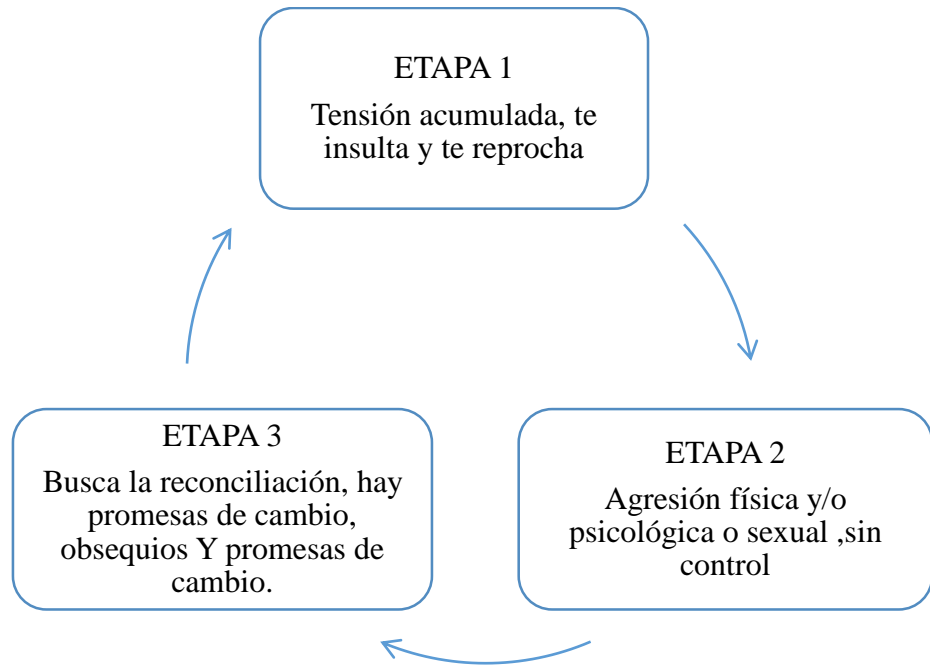 ETAPA 1
Tensión acumulada, te
insulta y te reprocha
ETAPA 2
Agresión física y/o
psicológica o sexual ,sin
control
ETAPA 3
Busca la reconciliación, hay
promesas de cambio,
obsequios Y promesas de
cambio.